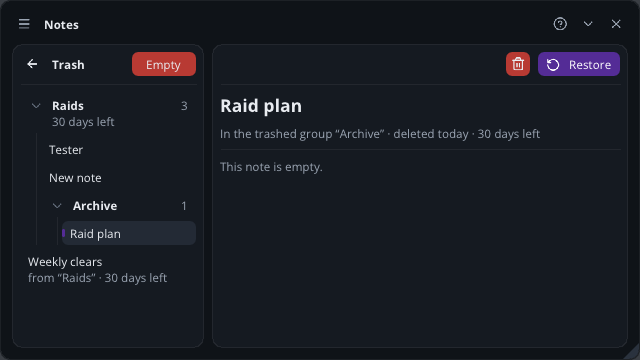 Notes
Trash
Empty
Restore
Raids 3
30 days left
Tester
New note
Archive 1
Raid plan
Weekly clears
from “Raids” · 30 days left
Raid plan
In the trashed group “Archive” · deleted today · 30 days left
This note is empty.